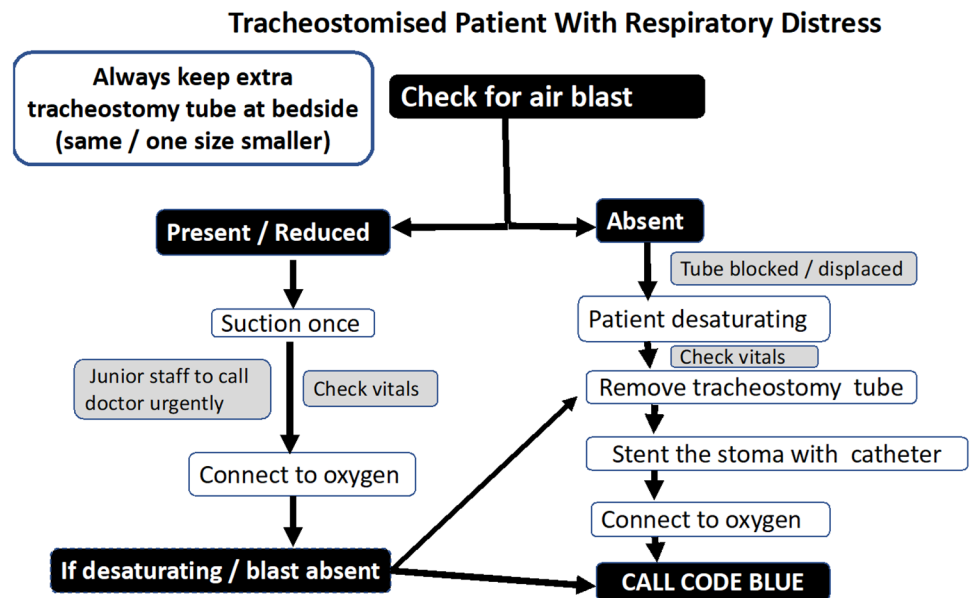 Tracheostomised Patient With Respiratory Distress
Always keep extra
tracheostomy tube at bedside
(same / one size smaller)
Check for air blast
Present / Reduced
Absent
Tube blocked / displaced
Suction once
Patient desaturating
Check vitals
Junior staff to call
doctor urgently
Check vitals
Remove tracheostomy tube
Connect to oxygen
Stent the stoma with catheter
Connect to oxygen
If desaturating / blast absent
CALL CODE BLUE